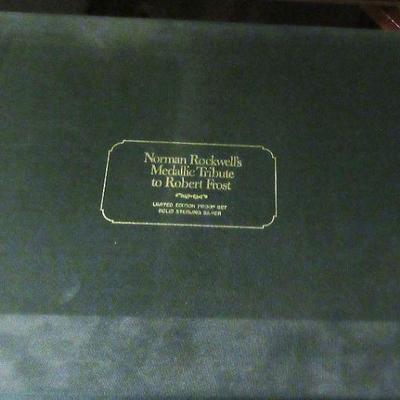 Norman Rockwell's
Medallic Tribute
to Robert Frost
LIMITED EDITION PROOF SET
SOLID STERLING SILVER